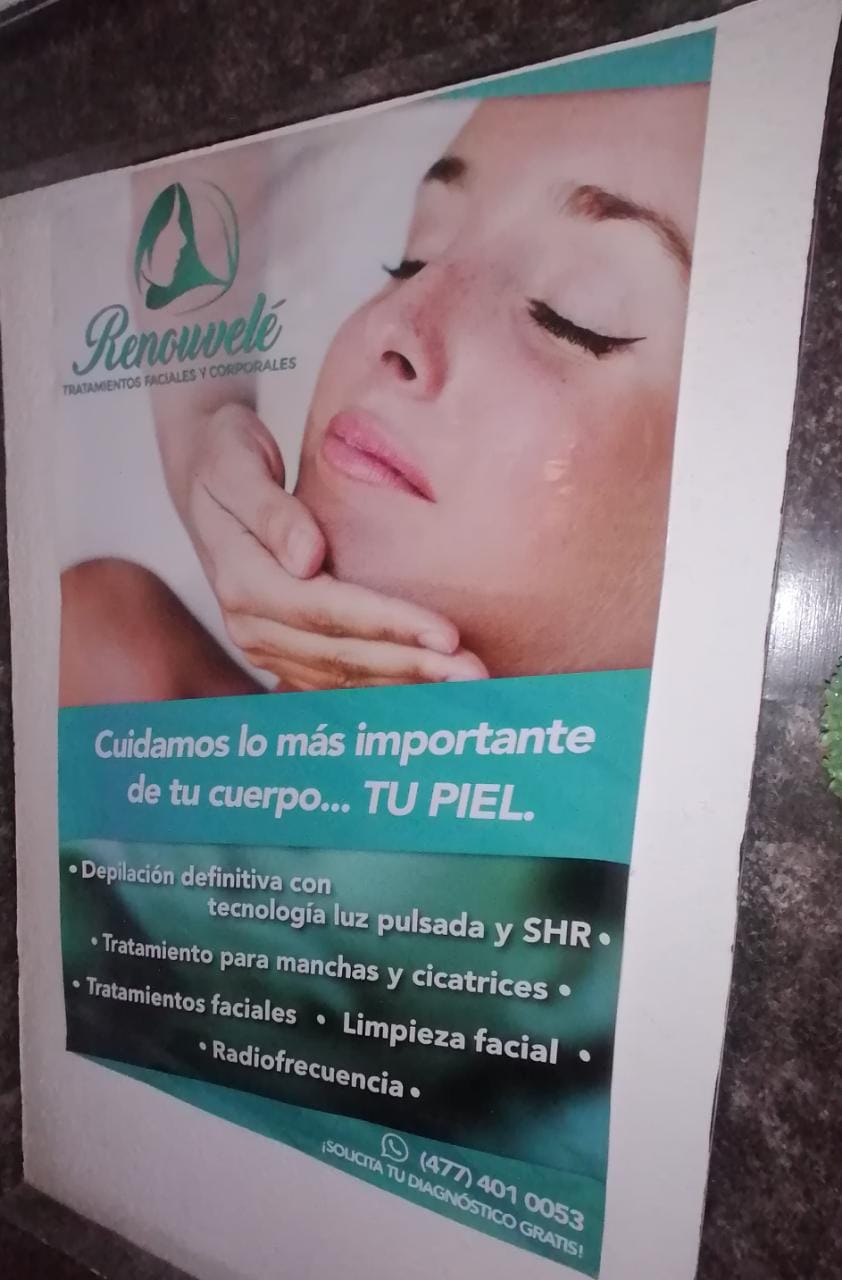 Renouvelé
TRATAMIENTOS FACIALES Y CORPORALES
Cuidamos lo más importante
de tu cuerpo... TU PIEL.
• Depilación definitiva con
tecnología luz pulsada y SHR •
• Tratamiento para manchas y cicatrices •
• Tratamientos faciales • Limpieza facial •
• Radiofrecuencia •
(477) 401 0053
¡SOLICITA TU DIAGNÓSTICO GRATIS!